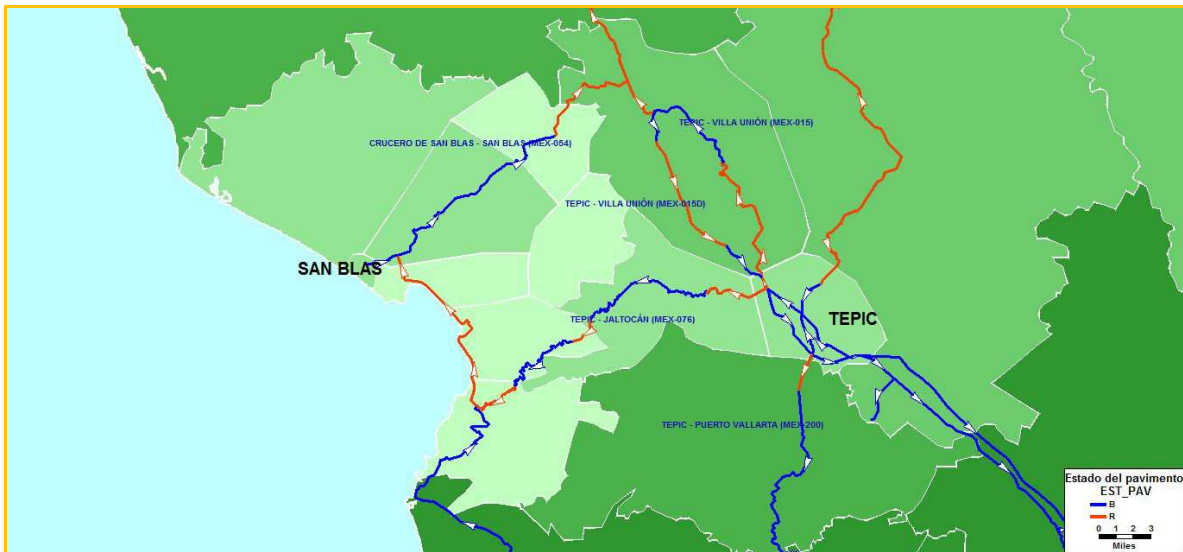 TEPIC - VILLA UNIÓN (MEX-015)
CRUCERO DE SAN BLAS - SAN BLAS (MEX-054)
TEPIC - VILLA UNIÓN (MEX-015D)
SAN BLAS
TEPIC - JALTOCÁN (MEX-076)
TEPIC
TEPIC - PUERTO VALLARTA (MEX-200)
Estado del pavimento
EST_PAV
B
R
0 1 2 3
Miles